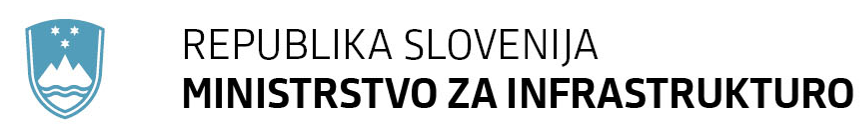 REPUBLIKA SLOVENIJA
MINISTRSTVO ZA INFRASTRUKTURO